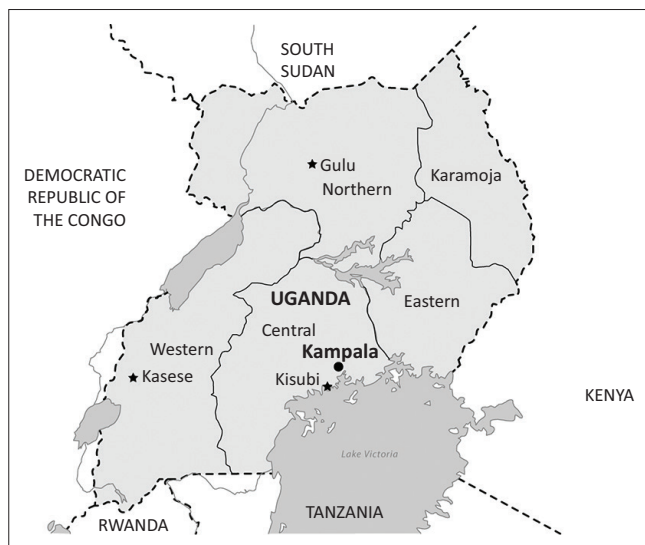 SOUTH
SUDAN
DEMOCRATIC
REPUBLIC OF
THE CONGO
Gulu
Northern
Karamoja
UGANDA
Eastern
Central
Western
Kampala
Kasese
Kisubi
KENYA
Lake Victoria
TANZANIA
RWANDA